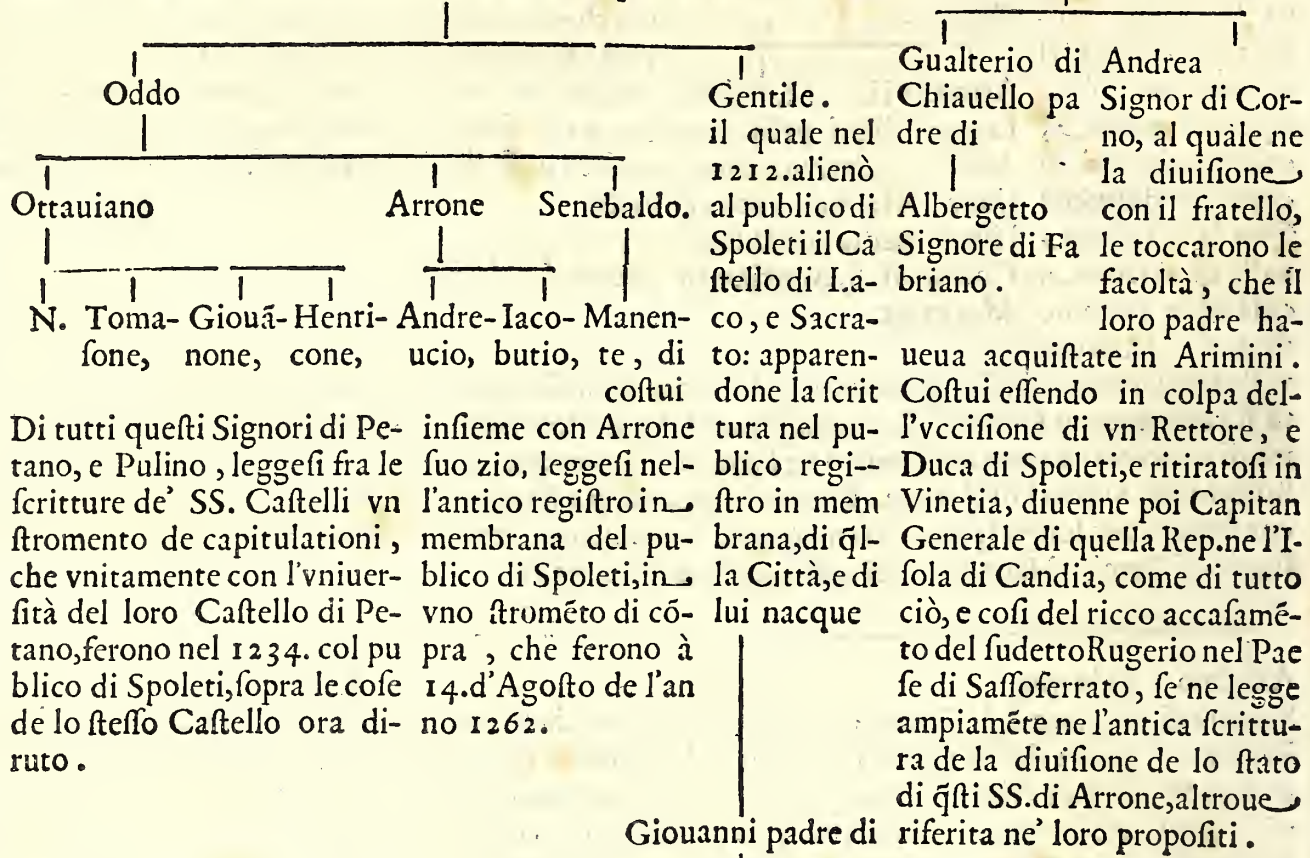 Oddo
Ottauiano
Arrone
Senebaldo.
N.
Toma-
ſone,
Giouā-
none,
Henri-
cone,
Andre-
ucio,
Iaco-
butio,
Manen-
te, di
coſtui
Di tutti queſti Signori di Pe-
tano, e Pulino, leggeſi fra le
ſcritture de' SS. Caſtelli vn
ſtromento de capitulationi,
che vnitamente con l'vniuer-
ſità del loro Caſtello di Pe-
tano, ferono nel 1234. col pu
blico di Spoleti, ſopra le coſe
de lo ſteſſo Caſtello ora di-
ruto.
inſieme con Arrone
ſuo zio, leggeſi nel-
l'antico regiſtro in
membrana del pu-
blico di Spoleti, in
vno ſtromēto di cō-
pra, che ferono à
14. d'Agoſto de l'an
no 1262.
Gentile.
il quale nel
1212. alienò
al publico di
Spoleti il Ca
ſtello di La-
co, e Sacra-
to: apparen-
done la ſcrit
tura nel pu-
blico regi-
ſtro in mem
brana, di q̄l-
la Città, e di
lui nacque
Giouanni padre di
Gualterio di
Chiauello pa
dre di
Albergetto
Signore di Fa
briano.
Andrea
Signor di Cor-
no, al quale ne
la diuiſione
con il fratello,
le toccarono le
facoltà, che il
loro padre ha-
ueua acquiſtate in Arimini.
Coſtui eſſendo in colpa del-
l'vcciſione di vn Rettore, è
Duca di Spoleti, e ritiratoſi in
Vinetia, diuenne poi Capitan
Generale di quella Rep. ne l'I-
ſola di Candia, come di tutto
ciò, e coſi del ricco accaſamē-
to del ſudetto Rugerio nel Pae
ſe di Saſſoferrato, ſe ne legge
ampiamēte ne l'antica ſcrittu-
ra de la diuiſione de lo ſtato
di q̄ſti SS. di Arrone, altroue
riferita ne' loro propoſiti.